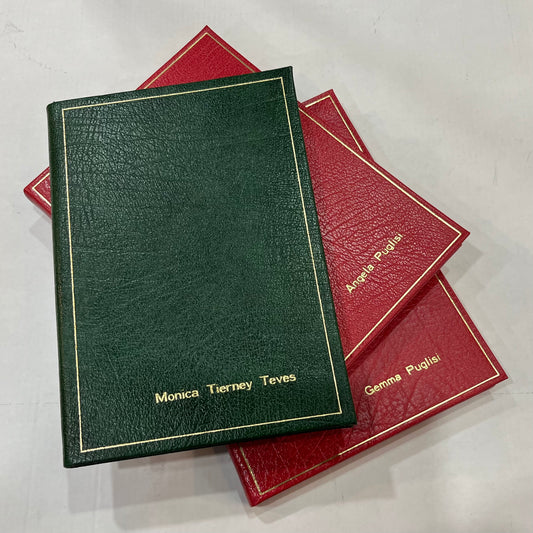 Monica Tierney Teves
Angela Puglisi
Gemma Puglisi